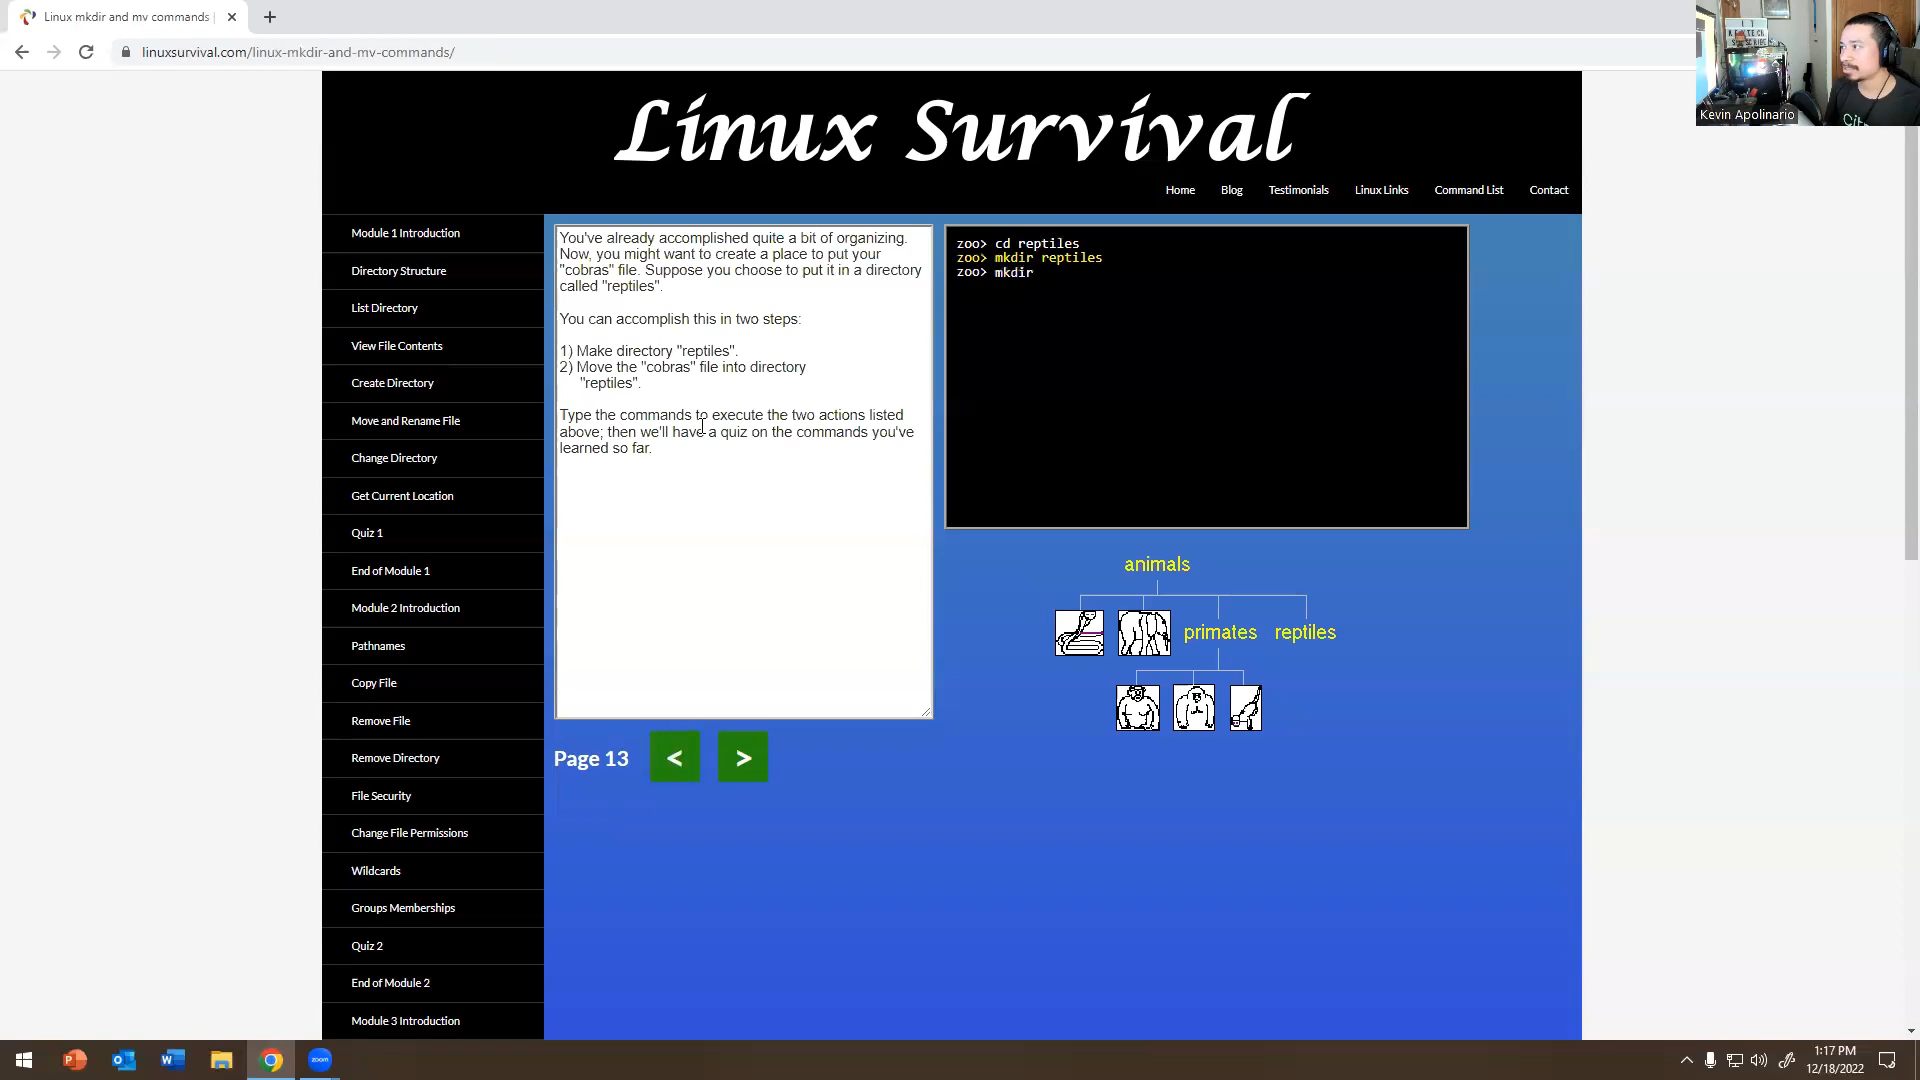 Linux mkdir and mv commands |
linuxsurvival.com/linux-mkdir-and-mv-commands/
Kevin Apolinario
Linux Survival
Home
Blog
Testimonials
Linux Links
Command List
Contact
Module 1 Introduction
Directory Structure
List Directory
View File Contents
Create Directory
Move and Rename File
Change Directory
Get Current Location
Quiz 1
End of Module 1
Module 2 Introduction
Pathnames
Copy File
Remove File
Remove Directory
File Security
Change File Permissions
Wildcards
Groups Memberships
Quiz 2
End of Module 2
Module 3 Introduction
You've already accomplished quite a bit of organizing.
Now, you might want to create a place to put your
"cobras" file. Suppose you choose to put it in a directory
called "reptiles".
You can accomplish this in two steps:
1) Make directory "reptiles".
2) Move the "cobras" file into directory
"reptiles".
Type the commands to execute the two actions listed
above; then we'll have a quiz on the commands you've
learned so far.
Page 13
<
>
zoo> cd reptiles
zoo> mkdir reptiles
zoo> mkdir
animals
primates
reptiles
zoom
1:17 PM
12/18/2022